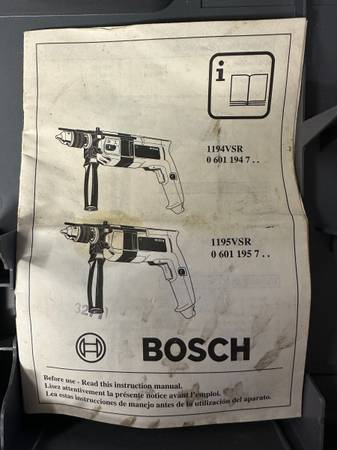 1194VSR
0 601 194 7 . .
1195VSR
0 601 195 7 . .
BOSCH
Before use - Read this instruction manual.
Lisez attentivement la présente notice avant l'emploi.
Lea estas instrucciones de manejo antes de la utilización del aparato.